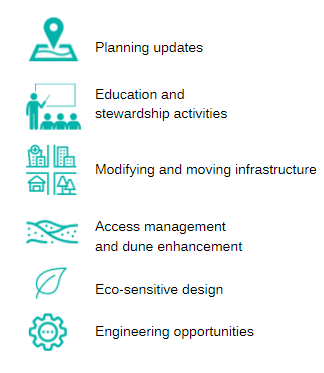 Planning updates
Education and
stewardship activities
Modifying and moving infrastructure
Access management
and dune enhancement
Eco-sensitive design
Engineering opportunities